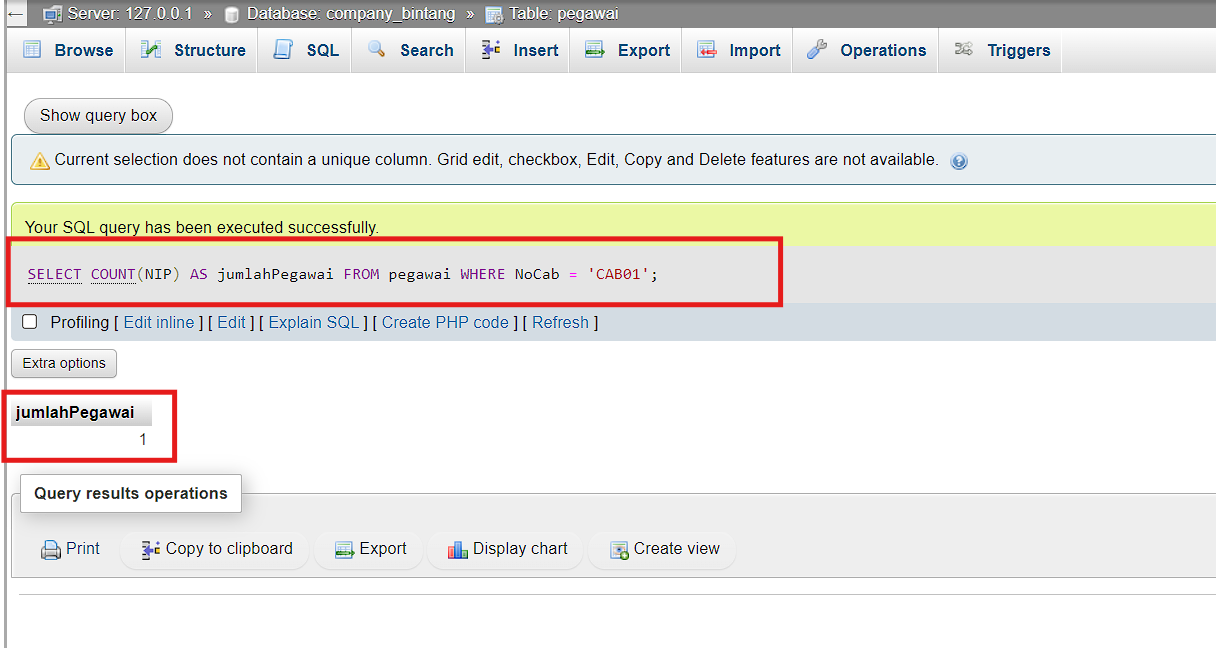 ← Server: 127.0.0.1 » Database: company_bintang » Table: pegawai
Browse Structure SQL Search Insert Export Import Operations Triggers
Show query box
Current selection does not contain a unique column. Grid edit, checkbox, Edit, Copy and Delete features are not available.
Your SQL query has been executed successfully.
SELECT COUNT(NIP) AS jumlahPegawai FROM pegawai WHERE NoCab = 'CAB01';
Profiling [ Edit inline ] [ Edit ] [ Explain SQL ] [ Create PHP code ] [ Refresh ]
Extra options
jumlahPegawai
1
Query results operations
Print Copy to clipboard Export Display chart Create view